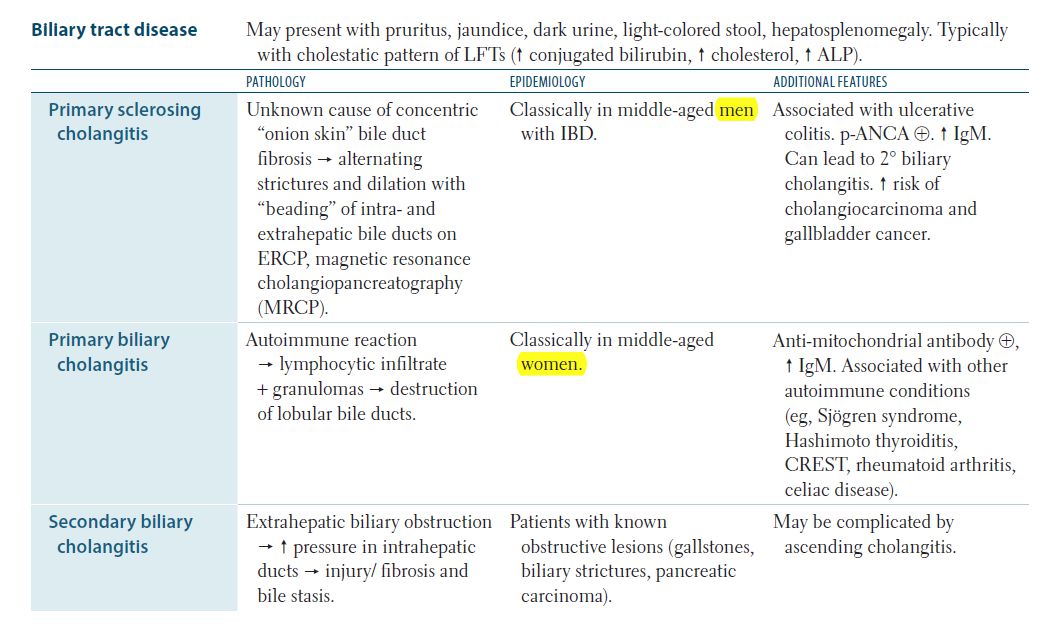 Biliary tract disease
May present with pruritus, jaundice, dark urine, light-colored stool, hepatosplenomegaly. Typically
with cholestatic pattern of LFTs (↑ conjugated bilirubin, ↑ cholesterol, ↑ ALP).
PATHOLOGY
EPIDEMIOLOGY
ADDITIONAL FEATURES
Primary sclerosing
cholangitis
Unknown cause of concentric
“onion skin” bile duct
fibrosis → alternating
strictures and dilation with
“beading” of intra- and
extrahepatic bile ducts on
ERCP, magnetic resonance
cholangiopancreatography
(MRCP).
Classically in middle-aged men
with IBD.
Associated with ulcerative
colitis. p-ANCA ⊕. ↑ IgM.
Can lead to 2° biliary
cholangitis. ↑ risk of
cholangiocarcinoma and
gallbladder cancer.
Primary biliary
cholangitis
Autoimmune reaction
→ lymphocytic infiltrate
+ granulomas → destruction
of lobular bile ducts.
Classically in middle-aged
women.
Anti-mitochondrial antibody ⊕,
↑ IgM. Associated with other
autoimmune conditions
(eg, Sjögren syndrome,
Hashimoto thyroiditis,
CREST, rheumatoid arthritis,
celiac disease).
Secondary biliary
cholangitis
Extrahepatic biliary obstruction
→ ↑ pressure in intrahepatic
ducts → injury/ fibrosis and
bile stasis.
Patients with known
obstructive lesions (gallstones,
biliary strictures, pancreatic
carcinoma).
May be complicated by
ascending cholangitis.